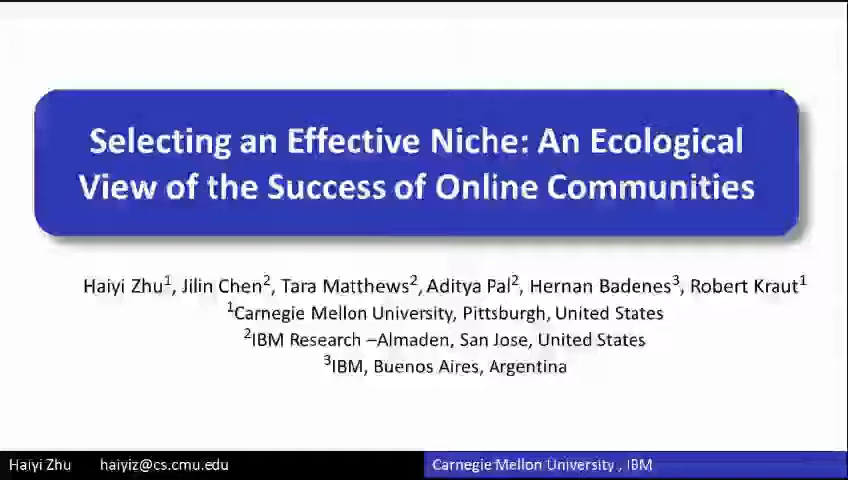 Selecting an Effective Niche: An Ecological
View of the Success of Online Communities
Haiyi Zhu1, Jilin Chen2, Tara Matthews2, Aditya Pal2, Hernan Badenes3, Robert Kraut1
1Carnegie Mellon University, Pittsburgh, United States
2IBM Research –Almaden, San Jose, United States
3IBM, Buenos Aires, Argentina
Haiyi Zhu haiyiz@cs.cmu.edu Carnegie Mellon University , IBM